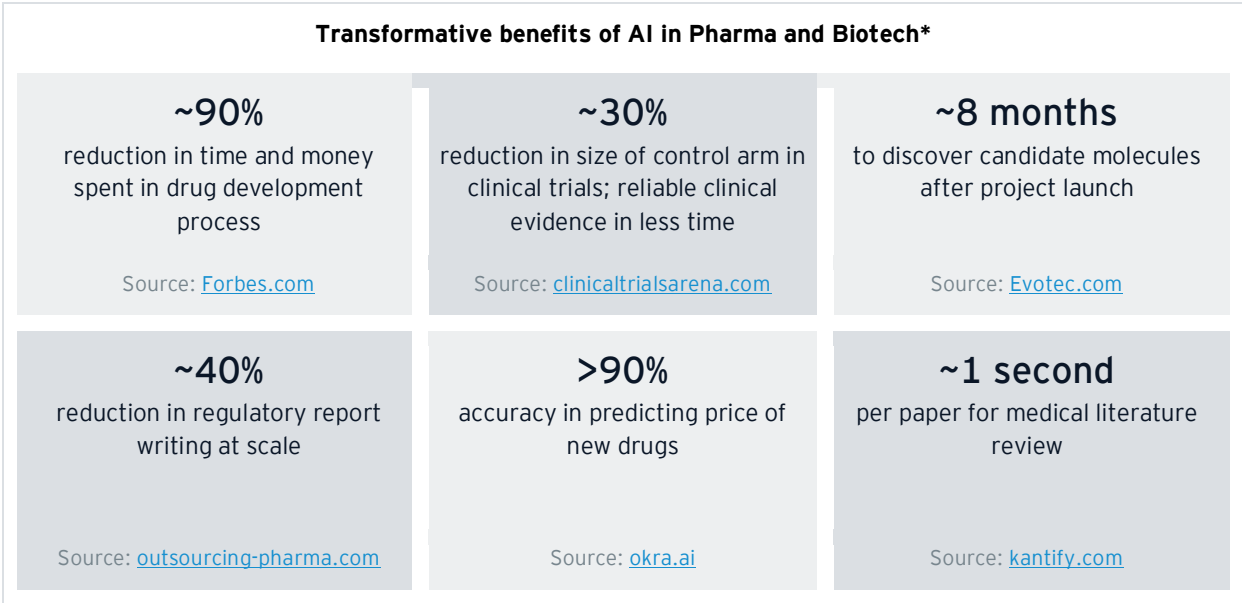 Transformative benefits of AI in Pharma and Biotech*
~90%
reduction in time and money
spent in drug development
process
Source: Forbes.com
~30%
reduction in size of control arm in
clinical trials; reliable clinical
evidence in less time
Source: clinicaltrialsarena.com
~8 months
to discover candidate molecules
after project launch
Source: Evotec.com
~40%
reduction in regulatory report
writing at scale
Source: outsourcing-pharma.com
>90%
accuracy in predicting price of
new drugs
Source: okra.ai
~1 second
per paper for medical literature
review
Source: kantify.com